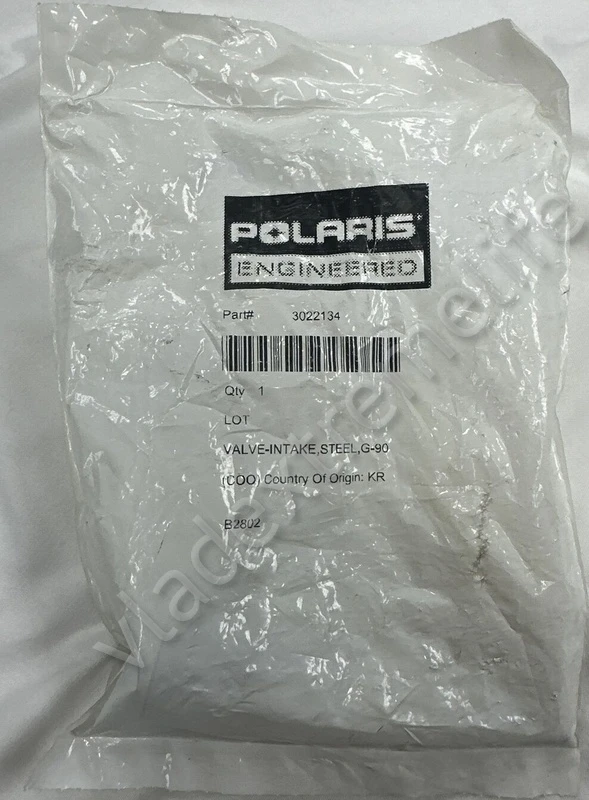 POLARIS
ENGINEERED
Part# 3022134
Qty 1
LOT
VALVE-INTAKE,STEEL,G-90
(COO) Country Of Origin: KR
B2802